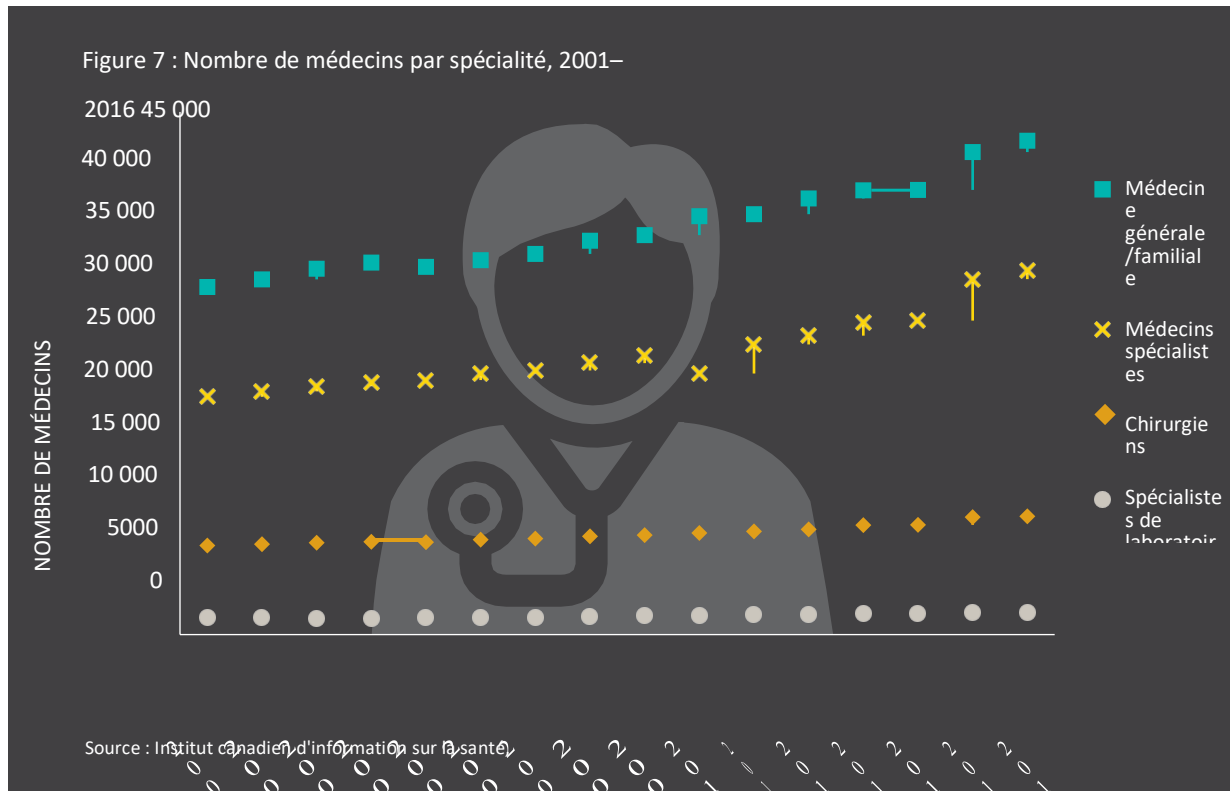 Figure 7 : Nombre de médecins par spécialité, 2001–
2016 45 000
40 000
35 000
30 000
25 000
20 000
15 000
10 000
5000
0
NOMBRE DE MÉDECINS
Médecin
e
générale
/familial
e
Médecins
spécialist
es
Chirurgie
ns
Spécialiste
s de
laboratoir
Source : Institut canadien d'information sur la santé